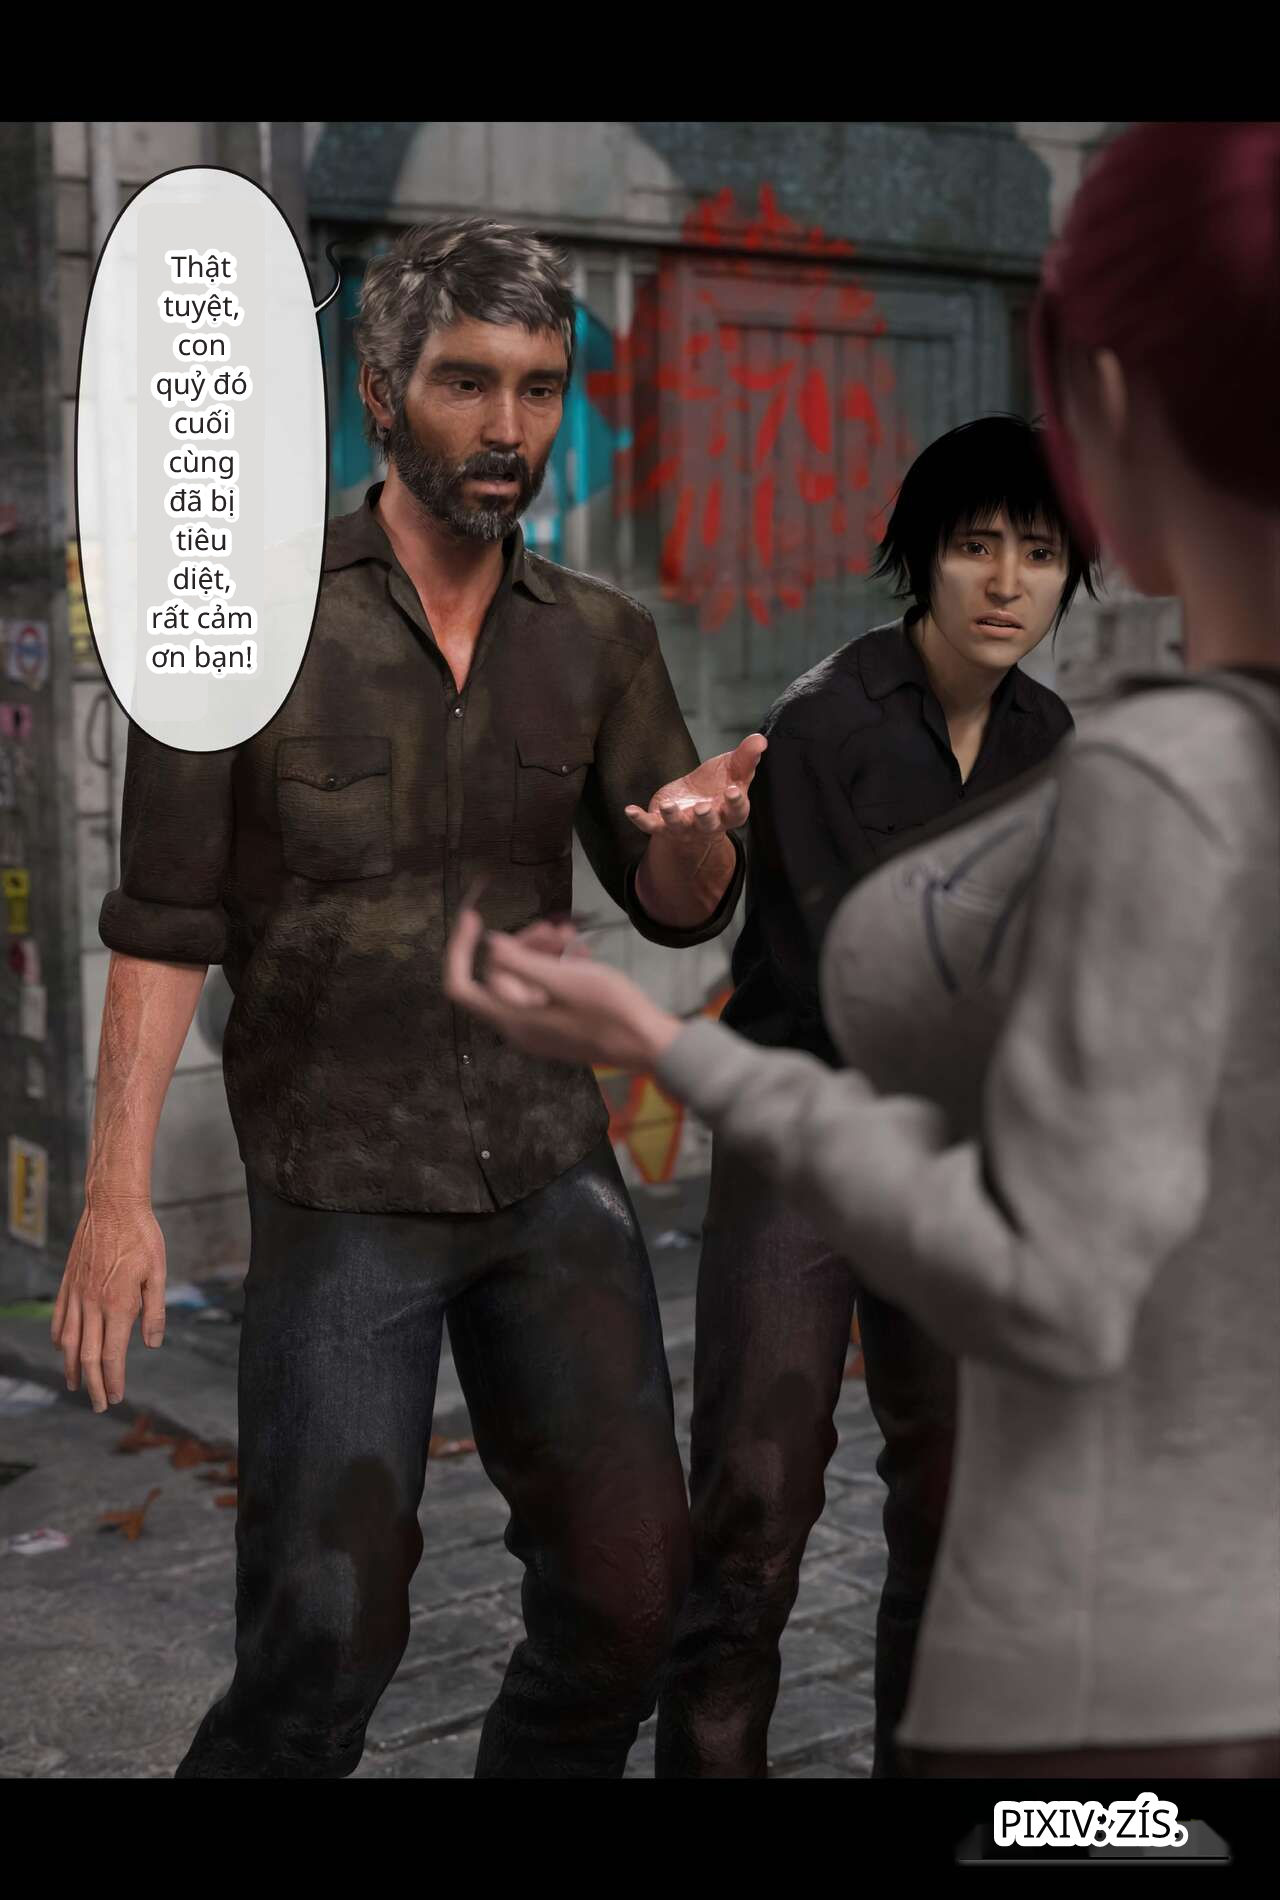 Thật
tuyệt,
con
quỷ đó
cuối
cùng
đã bị
tiêu
diệt,
rất cảm
ơn bạn!
PIXIV:ZÍS.